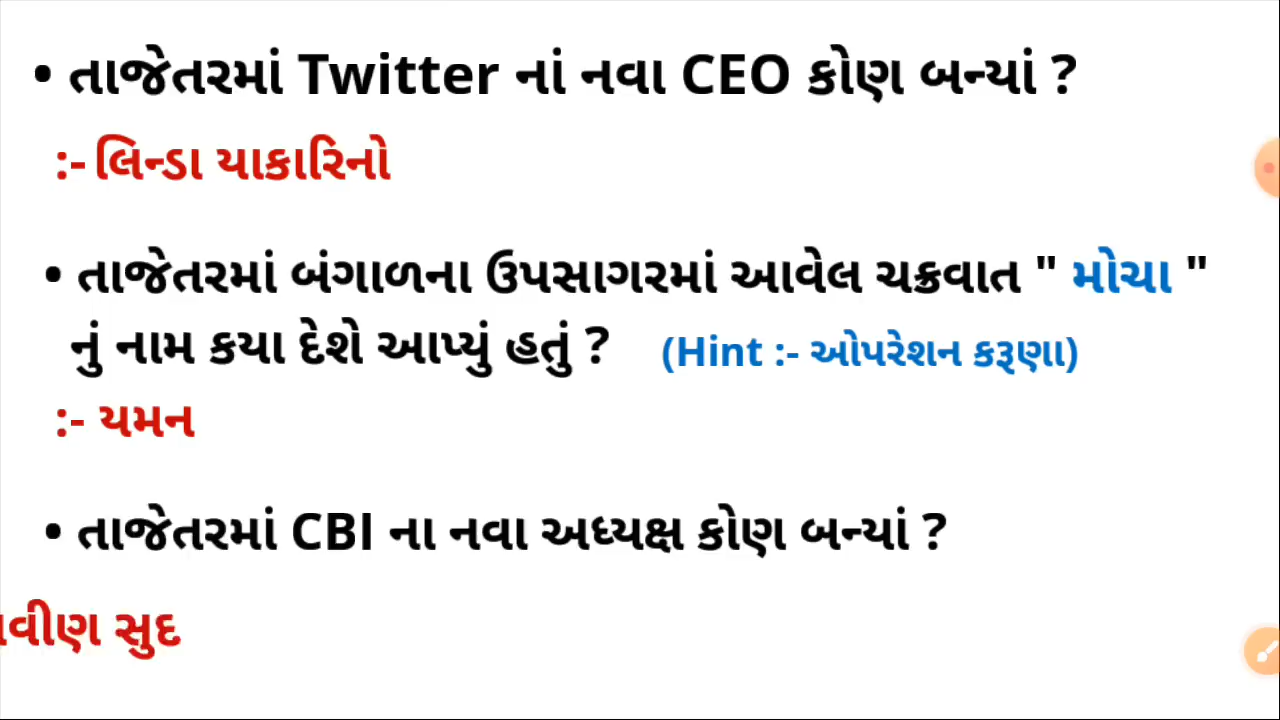 • તાજેતરમાં Twitter નાં નવા CEO કોણ બન્યાં ?
:- લિન્ડા યાકારિનો
• તાજેતરમાં બંગાળના ઉપસાગરમાં આવેલ ચક્રવાત " મોચા "
નું નામ કયા દેશે આપ્યું હતું ? (Hint :- ઓપરેશન કરૂણા)
:- યમન
• તાજેતરમાં CBI ના નવા અધ્યક્ષ કોણ બન્યાં ?
સુદ